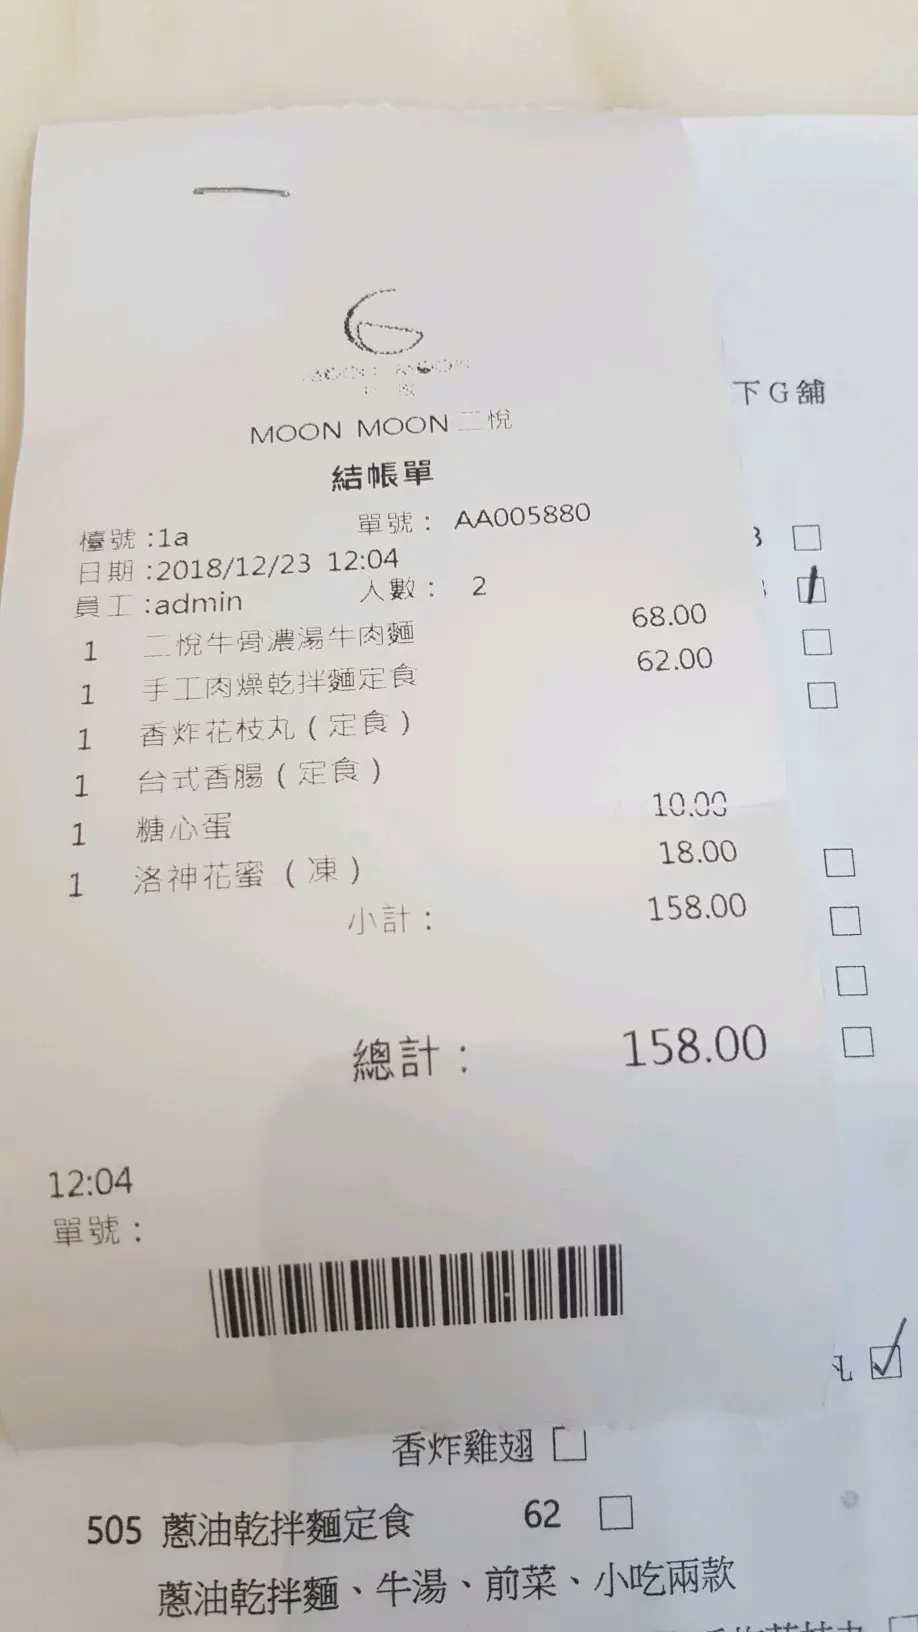 MOON MOON
MOON MOON 二悅
結帳單
檯號:1a 單號: AA005880
日期:2018/12/23 12:04
員工:admin 人數: 2
1 二悅牛骨濃湯牛肉麵 68.00
1 手工肉燥乾拌麵定食 62.00
1 香炸花枝丸(定食)
1 台式香腸(定食)
1 糖心蛋 10.00
1 洛神花蜜 (凍) 18.00
小計: 158.00
總計: 158.00
12:04
單號:
下G舖
香炸雞翅
505 蔥油乾拌麵定食 62
蔥油乾拌麵、牛湯、前菜、小吃兩款